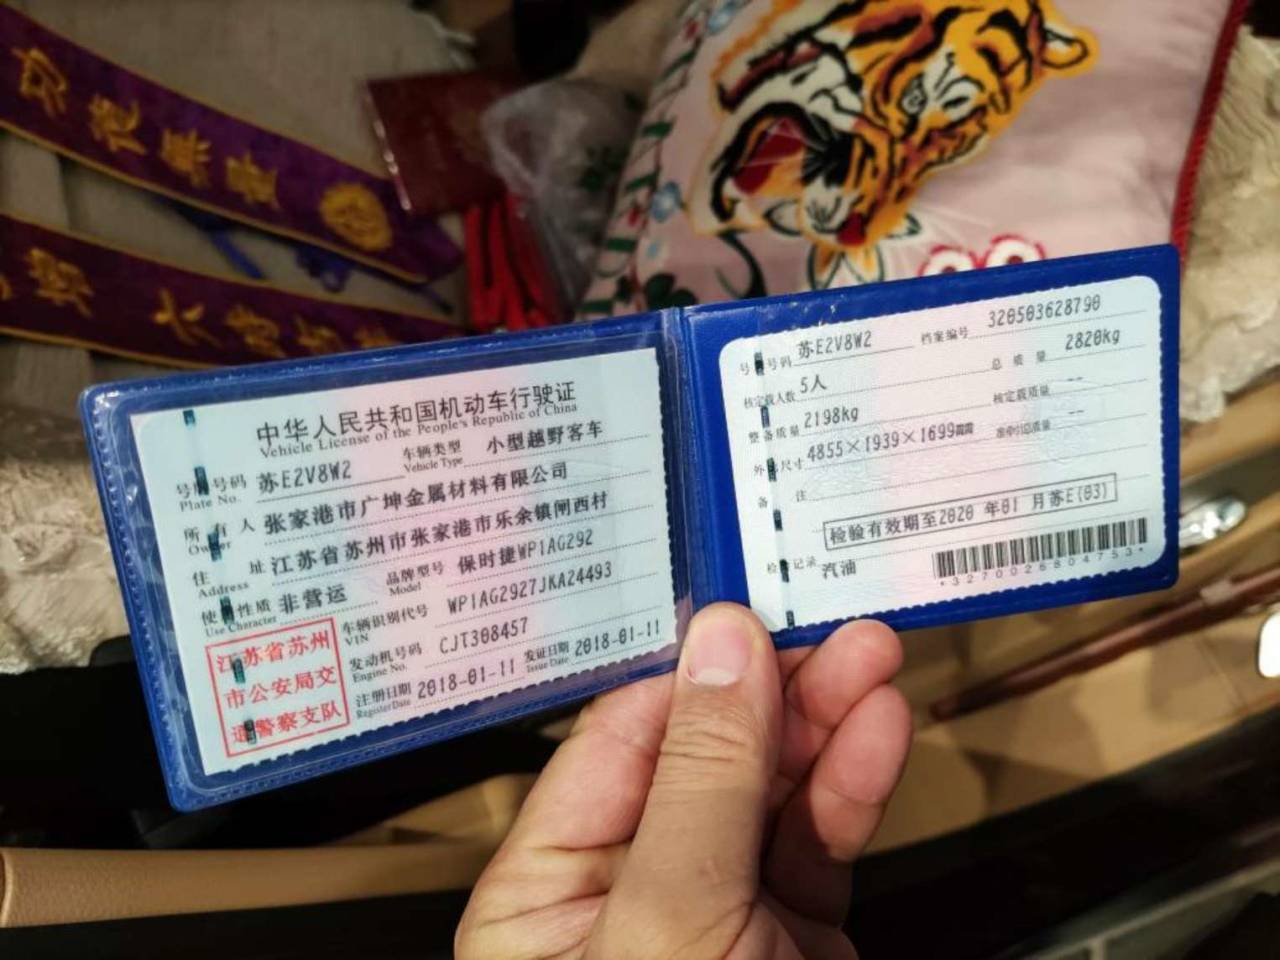 中华人民共和国机动车行驶证
Vehicle License of the People's Republic of China
号牌号码 苏E2V8W2 车辆类型 小型越野客车
Plate No. Vehicle Type
所有人 张家港市广坤金属材料有限公司
Owner
住址 江苏省苏州市张家港市乐余镇闸西村
Address
使用性质 非营运 品牌型号 保时捷WP1AG292
Use Character Model
江苏省苏州
市公安局交
通警察支队
车辆识别代号 WP1AG2927JKA24493
VIN
发动机号码 CJT308457
Engine No.
注册日期 2018-01-11 发证日期 2018-01-11
Register Date Issue Date
号牌号码 苏E2V8W2 档案编号 320503628790
核定载人数 5人 总质量 2820kg
整备质量 2198kg 核定载质量 --
外廓尺寸 4855×1939×1699 准牵引总质量 --
备注
检验有效期至2020年01月苏E(03)
检验记录 汽油
*3270026804753*